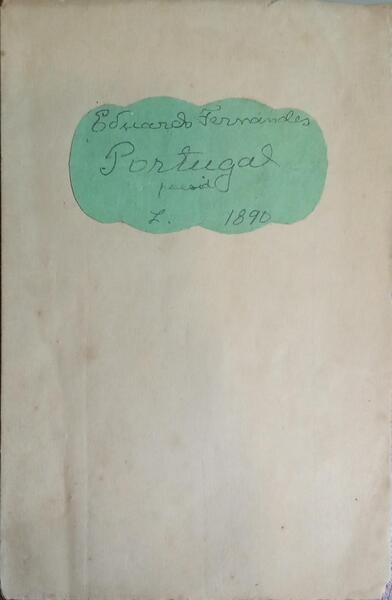 Eduardo Fernandes
Portugal
L. 1890